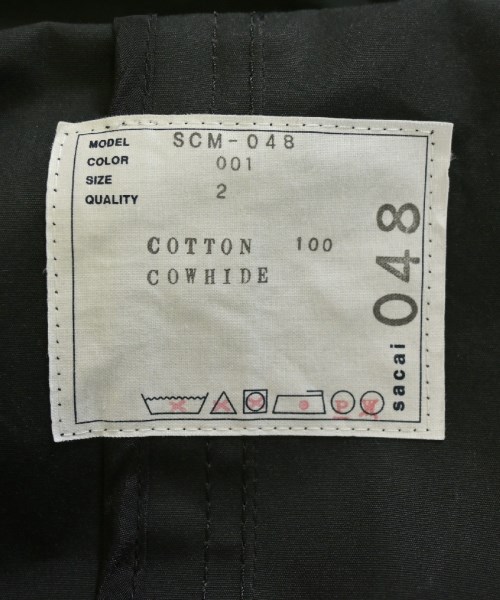 MODEL SCM-048
COLOR 001
SIZE 2
QUALITY
COTTON 100
COWHIDE
sacai 048
P W